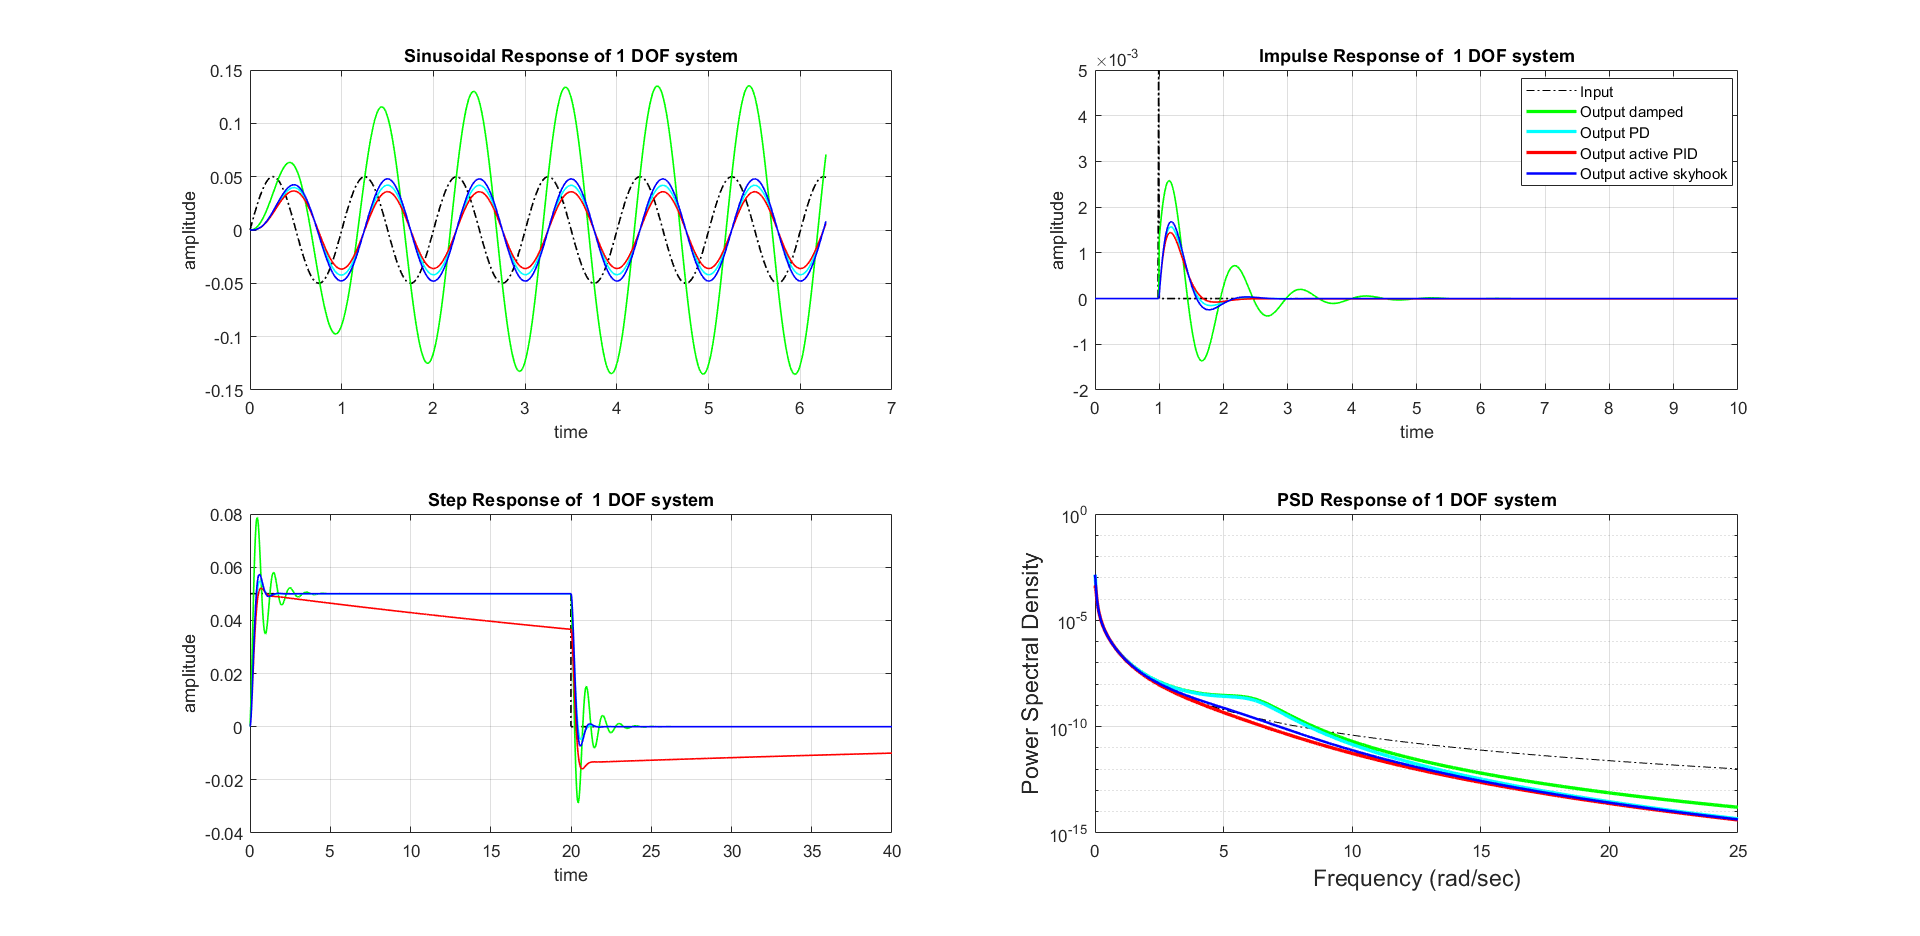 Sinusoidal Response of 1 DOF system
0.15
0.1
0.05
0
-0.05
-0.1
-0.15
amplitude
0 1 2 3 4 5 6 7
time
Impulse Response of 1 DOF system
×10-3
5
4
3
2
1
0
-1
-2
amplitude
0 1 2 3 4 5 6 7 8 9 10
time
Input
Output damped
Output PD
Output active PID
Output active skyhook
Step Response of 1 DOF system
0.08
0.06
0.04
0.02
0
-0.02
-0.04
amplitude
0 5 10 15 20 25 30 35 40
time
PSD Response of 1 DOF system
100
10-5
10-10
10-15
Power Spectral Density
0 5 10 15 20 25
Frequency (rad/sec)